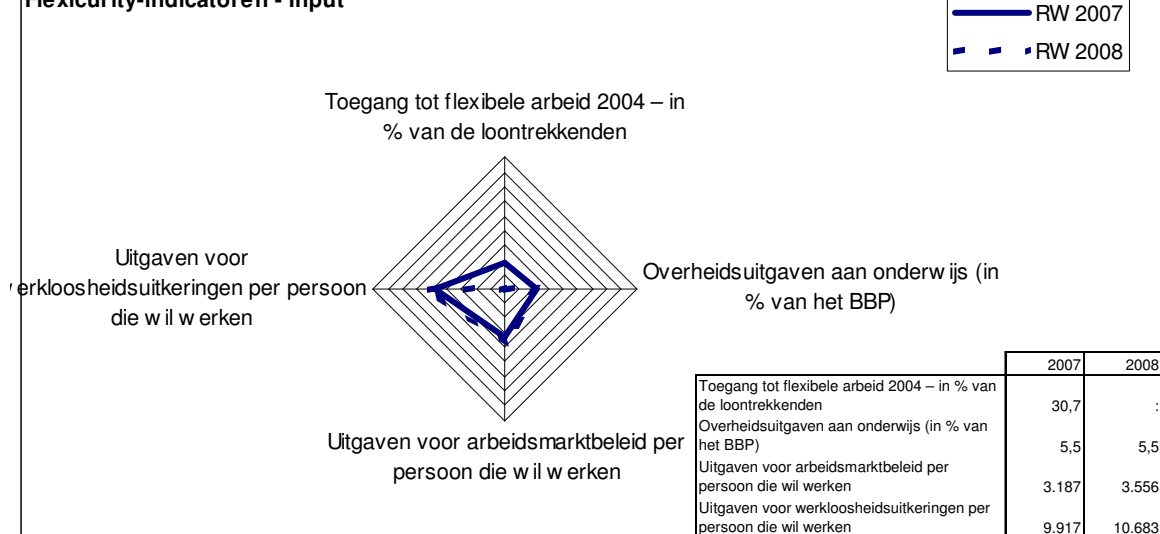 Flexicurity-indicatoren - Input
RW 2007
RW 2008
Toegang tot flexibele arbeid 2004 – in
% van de loontrekkenden
Uitgaven voor
erkloosheidsuitkeringen per persoon
die wil werken
Overheidsuitgaven aan onderwijs (in
% van het BBP)
Uitgaven voor arbeidsmarktbeleid per
persoon die wil werken
2007 2008
Toegang tot flexibele arbeid 2004 – in % van
de loontrekkenden 30,7 :
Overheidsuitgaven aan onderwijs (in % van
het BBP) 5,5 5,5
Uitgaven voor arbeidsmarktbeleid per
persoon die wil werken 3.187 3.556
Uitgaven voor werkloosheidsuitkeringen per
persoon die wil werken 9.917 10.683